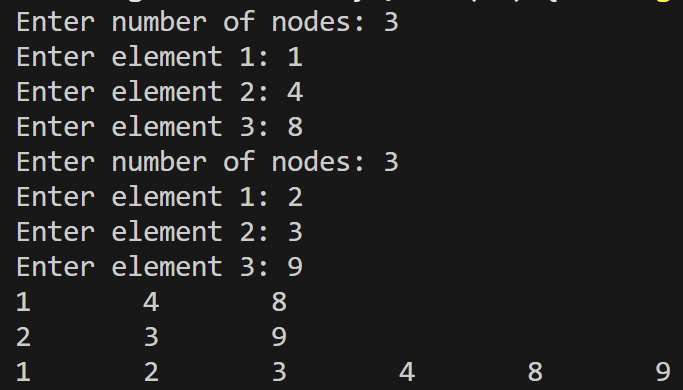 Enter number of nodes: 3
Enter element 1: 1
Enter element 2: 4
Enter element 3: 8
Enter number of nodes: 3
Enter element 1: 2
Enter element 2: 3
Enter element 3: 9
1 4 8
2 3 9
1 2 3 4 8 9